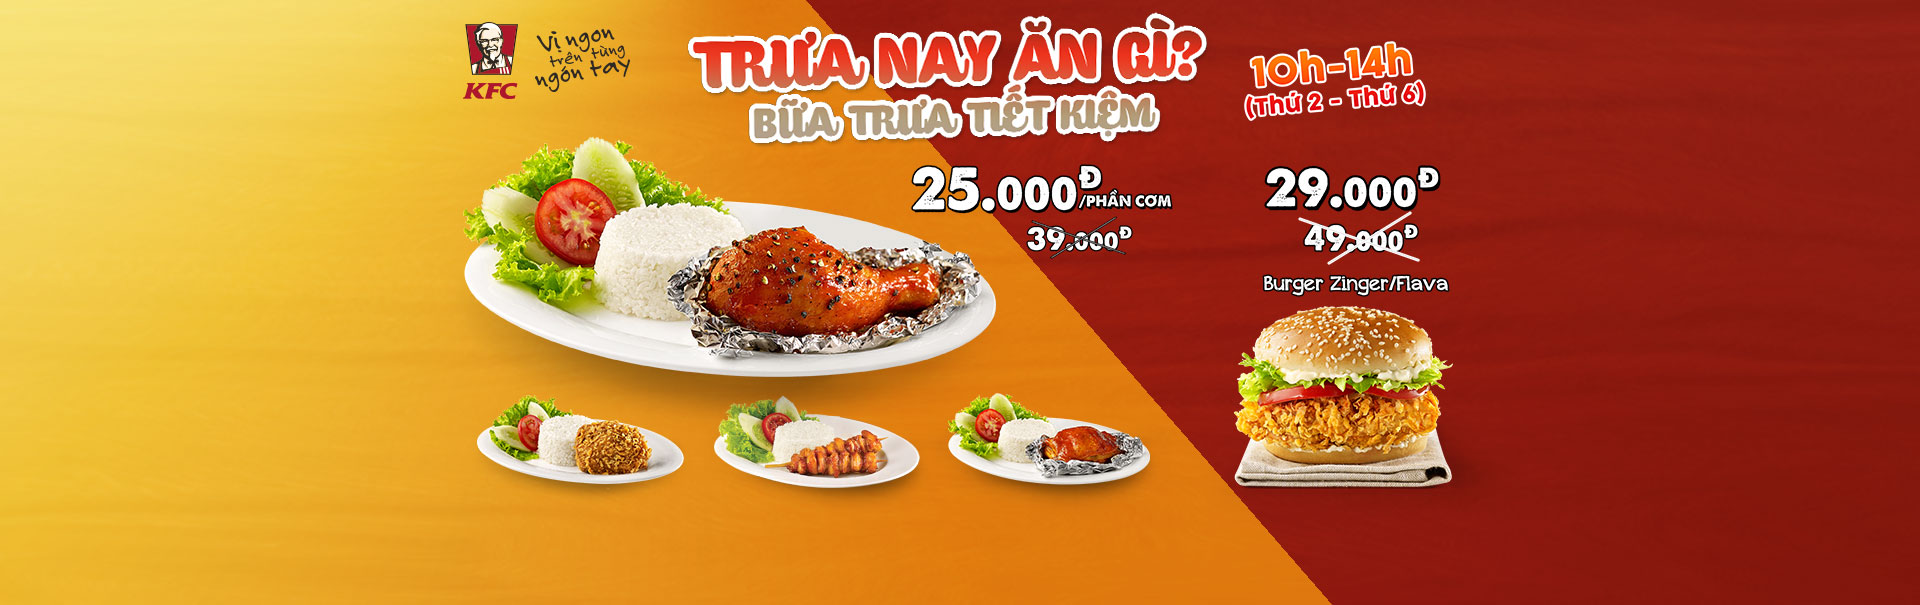 KFC
Vị ngon
trên từng
ngón tay
TRƯA NAY ĂN GÌ?
BỮA TRƯA TIẾT KIỆM
10h-14h
(Thứ 2 - Thứ 6)
25.000Đ/PHẦN CƠM
39.000Đ
29.000Đ
49.000Đ
Burger Zinger/Flava